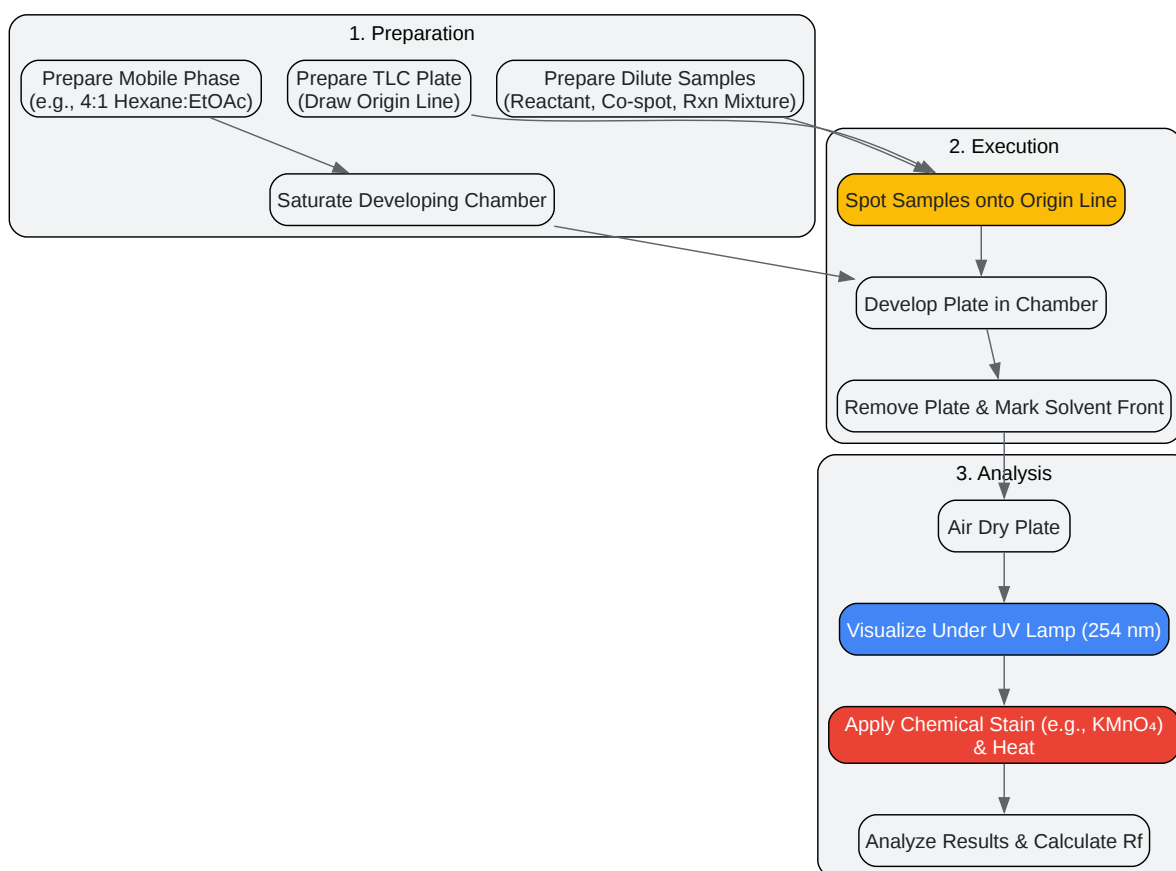 1. Preparation
Prepare Mobile Phase
(e.g., 4:1 Hexane:EtOAc)
Prepare TLC Plate
(Draw Origin Line)
Prepare Dilute Samples
(Reactant, Co-spot, Rxn Mixture)
Saturate Developing Chamber
2. Execution
Spot Samples onto Origin Line
Develop Plate in Chamber
Remove Plate & Mark Solvent Front
3. Analysis
Air Dry Plate
Visualize Under UV Lamp (254 nm)
Apply Chemical Stain (e.g., KMnO₄)
& Heat
Analyze Results & Calculate Rf